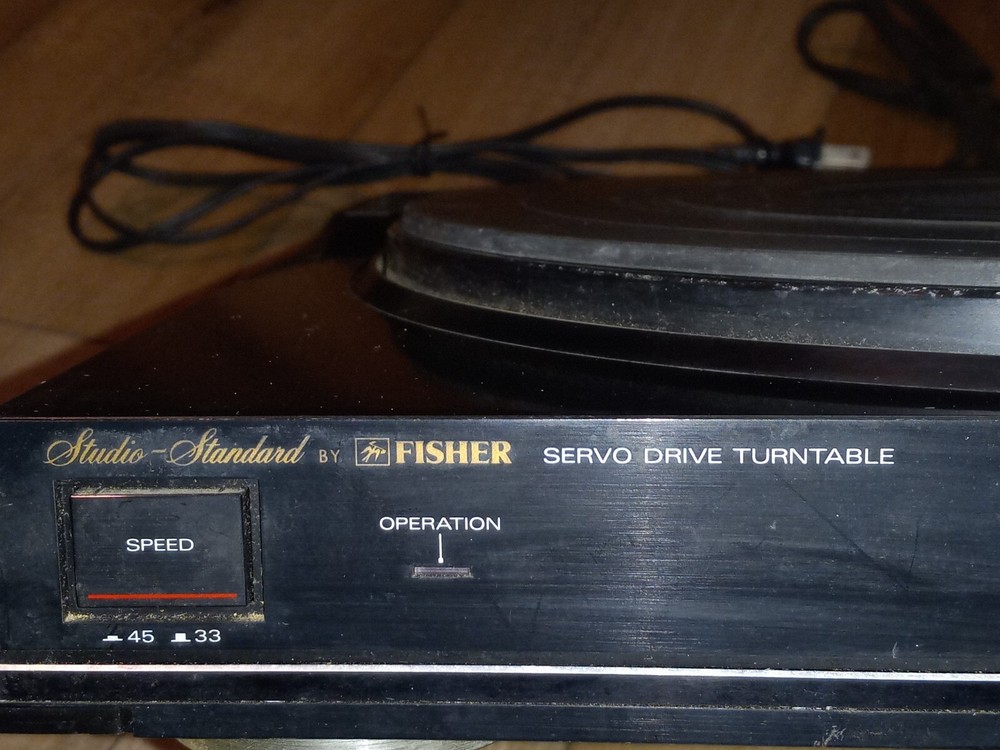 Studio-Standard BY FISHER SERVO DRIVE TURNTABLE
OPERATION
SPEED
45 33